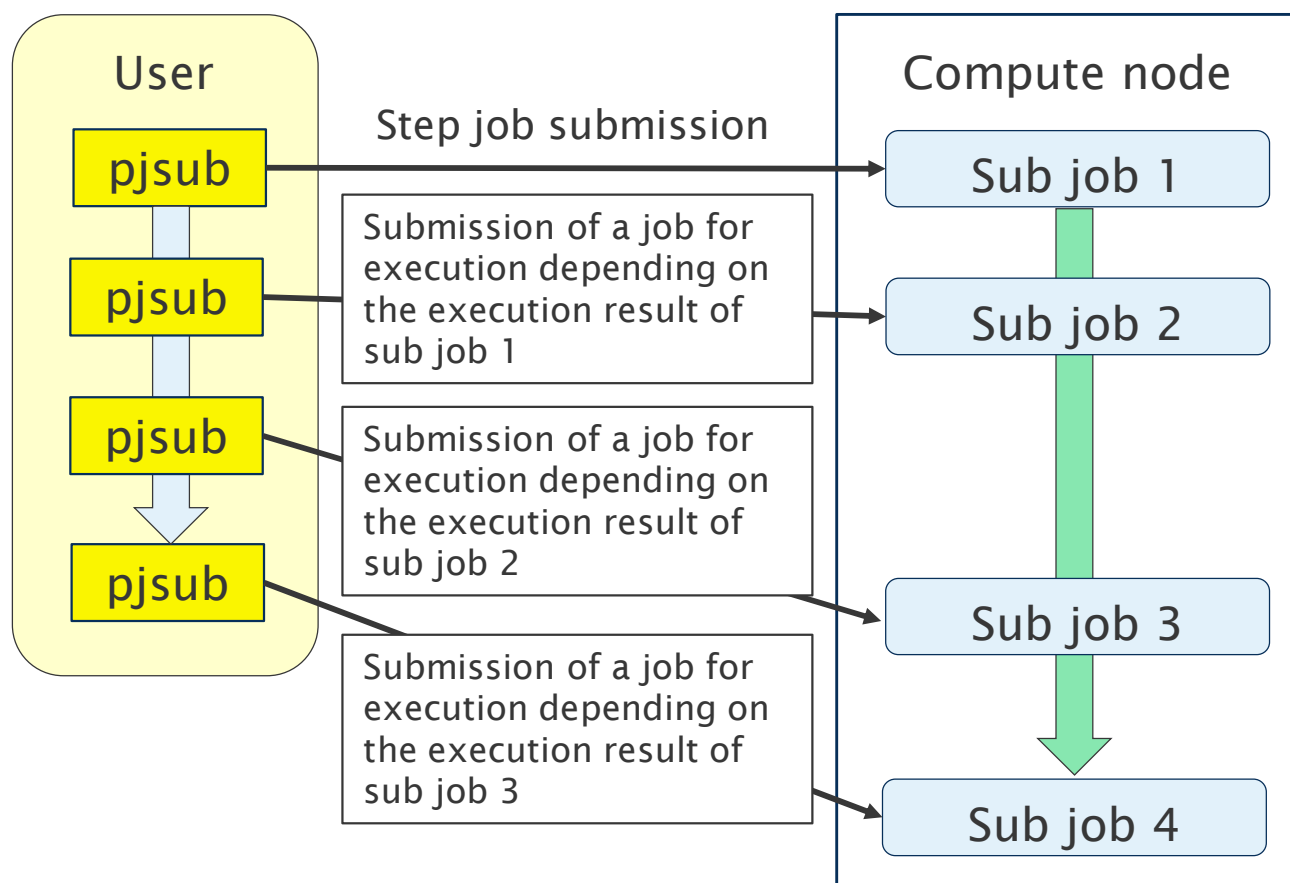 User
Compute node
Step job submission
pjsub
Sub job 1
Submission of a job for
execution depending on
the execution result of
sub job 1
pjsub
Sub job 2
pjsub
Submission of a job for
execution depending on
the execution result of
sub job 2
pjsub
Sub job 3
Submission of a job for
execution depending on
the execution result of
sub job 3
Sub job 4